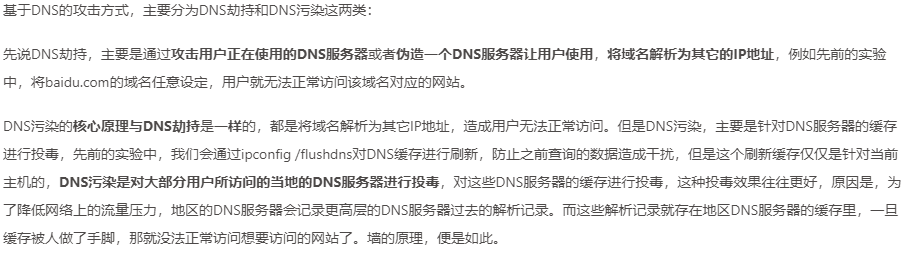 基于DNS的攻击方式，主要分为DNS劫持和DNS污染这两类：
先说DNS劫持，主要是通过攻击用户正在使用的DNS服务器或者伪造一个DNS服务器让用户使用，将域名解析为其它的IP地址，例如先前的实验
中，将baidu.com的域名任意设定，用户就无法正常访问该域名对应的网站。
DNS污染的核心原理与DNS劫持是一样的，都是将域名解析为其它IP地址，造成用户无法正常访问。但是DNS污染，主要是针对DNS服务器的缓存
进行投毒，先前的实验中，我们会通过ipconfig /flushdns对DNS缓存进行刷新，防止之前查询的数据造成干扰，但是这个刷新缓存仅仅是针对当前
主机的，DNS污染是对大部分用户所访问的当地的DNS服务器进行投毒，对这些DNS服务器的缓存进行投毒，这种投毒效果往往更好，原因是，为
了降低网络上的流量压力，地区的DNS服务器会记录更高层的DNS服务器过去的解析记录。而这些解析记录就存在地区DNS服务器的缓存里，一旦
缓存被人做了手脚，那就没法正常访问想要访问的网站了。墙的原理，便是如此。